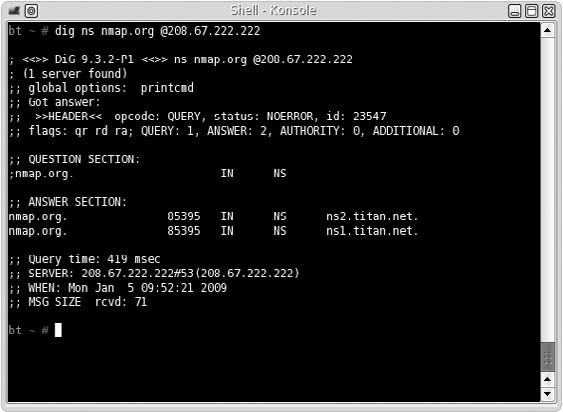 Shell - Konsole
bt ~ # dig ns nmap.org @208.67.222.222
; <<>> DiG 9.3.2-P1 <<>> ns nmap.org @208.67.222.222
; (1 server found)
;; global options: printcmd
;; Got answer:
;; >>HEADER<< opcode: QUERY, status: NOERROR, id: 23547
;; flags: qr rd ra; QUERY: 1, ANSWER: 2, AUTHORITY: 0, ADDITIONAL: 0
;; QUESTION SECTION:
;nmap.org. IN NS
;; ANSWER SECTION:
nmap.org. 85395 IN NS ns2.titan.net.
nmap.org. 85395 IN NS ns1.titan.net.
;; Query time: 419 msec
;; SERVER: 208.67.222.222#53(208.67.222.222)
;; WHEN: Mon Jan 5 09:52:21 2009
;; MSG SIZE rcvd: 71
bt ~ #